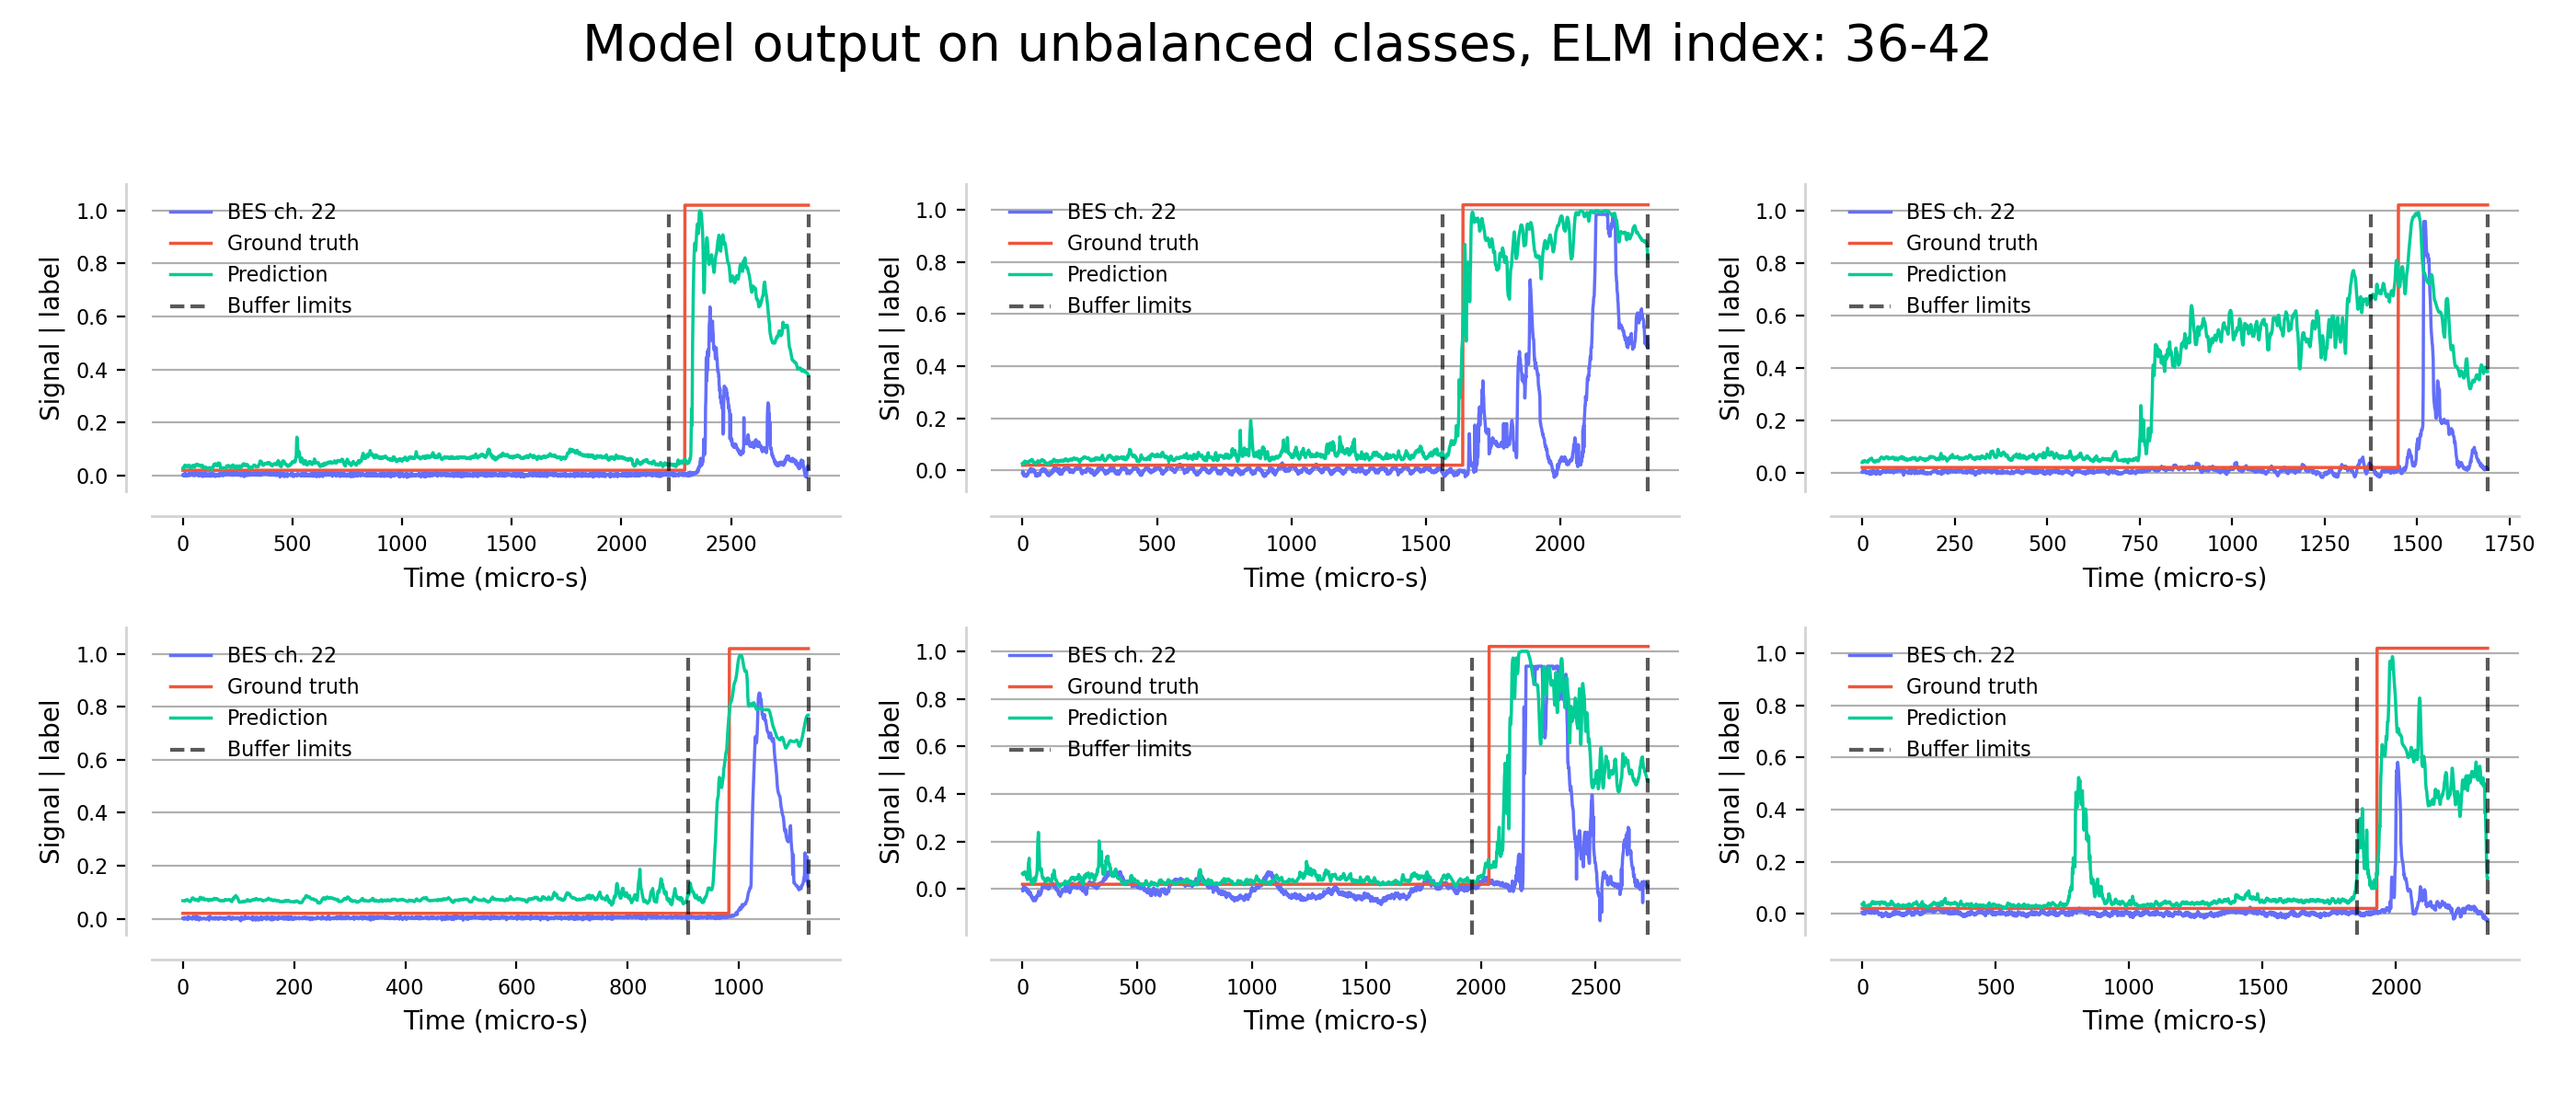 Model output on unbalanced classes, ELM index: 36-42
Signal | label
1.0
0.8
0.6
0.4
0.2
0.0
BES ch. 22
Ground truth
Prediction
Buffer limits
0 500 1000 1500 2000 2500
Time (micro-s)
Signal | label
1.0
0.8
0.6
0.4
0.2
0.0
BES ch. 22
Ground truth
Prediction
Buffer limits
0 500 1000 1500 2000
Time (micro-s)
Signal | label
1.0
0.8
0.6
0.4
0.2
0.0
BES ch. 22
Ground truth
Prediction
Buffer limits
0 250 500 750 1000 1250 1500 1750
Time (micro-s)
Signal | label
1.0
0.8
0.6
0.4
0.2
0.0
BES ch. 22
Ground truth
Prediction
Buffer limits
0 200 400 600 800 1000
Time (micro-s)
Signal | label
1.0
0.8
0.6
0.4
0.2
0.0
BES ch. 22
Ground truth
Prediction
Buffer limits
0 500 1000 1500 2000 2500
Time (micro-s)
Signal | label
1.0
0.8
0.6
0.4
0.2
0.0
BES ch. 22
Ground truth
Prediction
Buffer limits
0 500 1000 1500 2000
Time (micro-s)